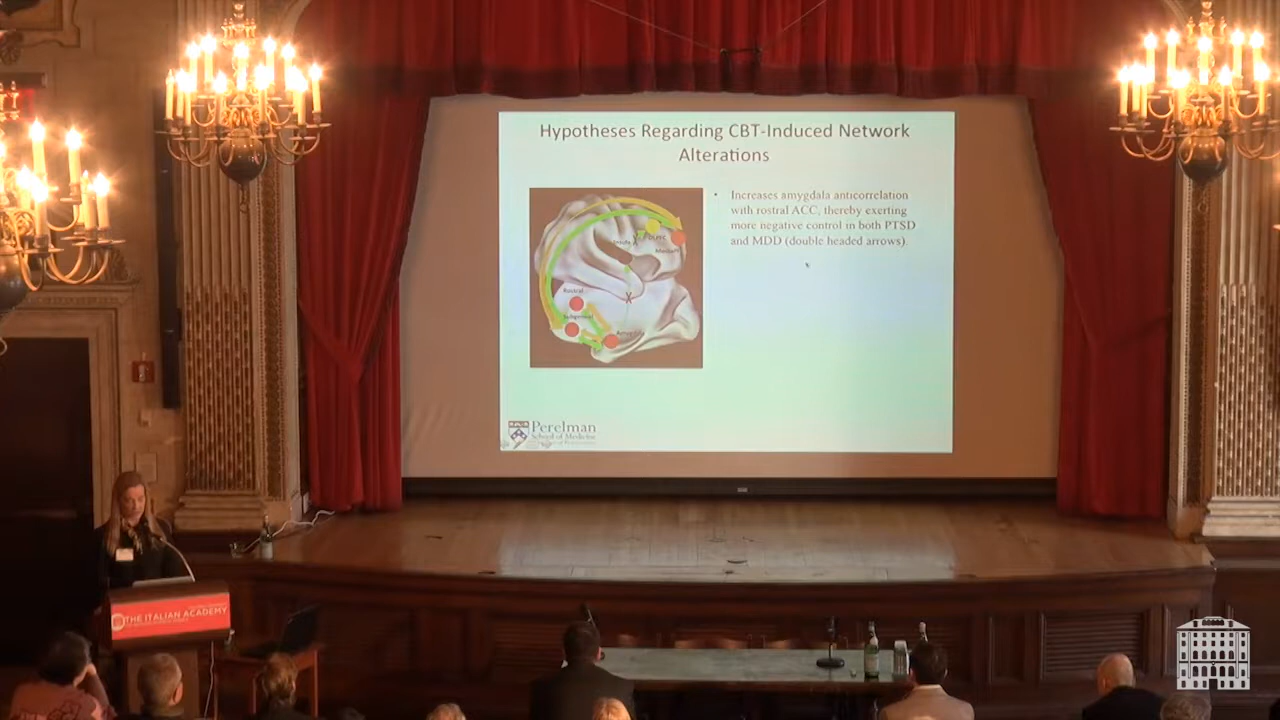 Hypotheses Regarding CBT-Induced Network
Alterations
• Increases amygdala anticorrelation
with rostral ACC, thereby exerting
more negative control in both PTSD
and MDD (double headed arrows).
Insula
Rostral
Subgenual
Amygdala
Perelman
School of Medicine
THE ITALIAN ACADEMY